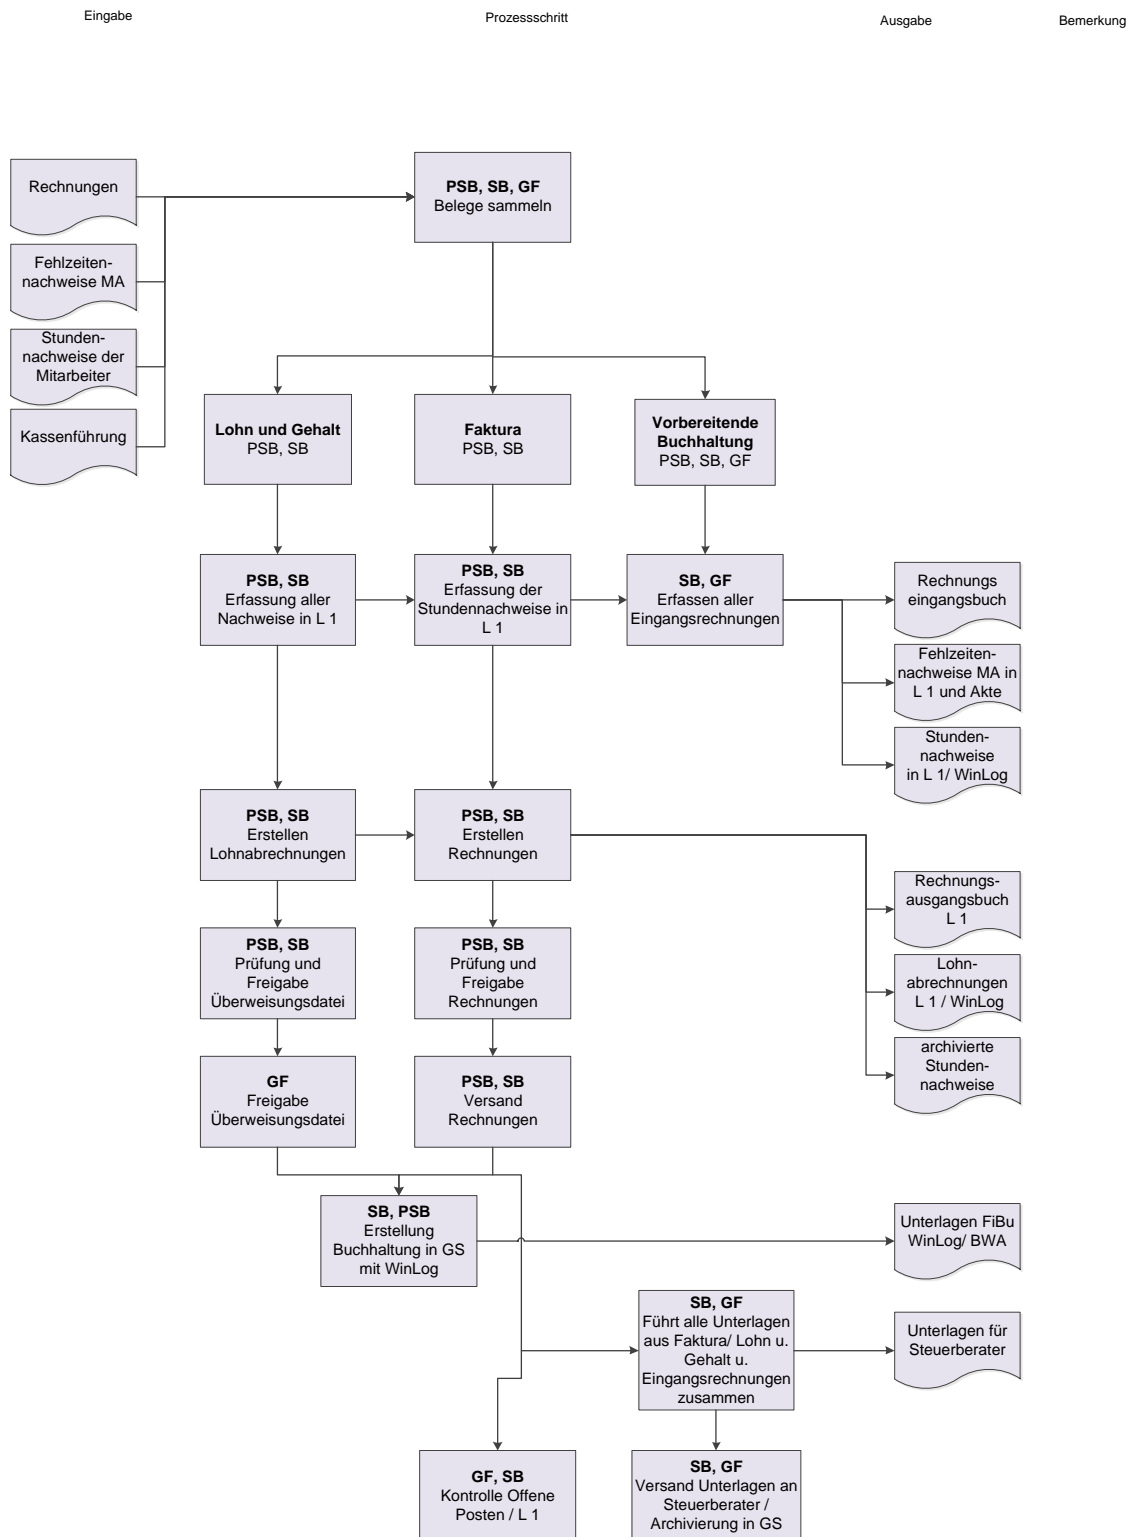 Eingabe
Prozessschritt
Ausgabe
Bemerkung
Rechnungen
PSB, SB, GF
Belege sammeln
Fehlzeiten-
nachweise MA
Stunden-
nachweise der
Mitarbeiter
Kassenführung
Lohn und Gehalt
PSB, SB
Faktura
PSB, SB
Vorbereitende
Buchhaltung
PSB, SB, GF
PSB, SB
Erfassung aller
Nachweise in L 1
PSB, SB
Erfassung der
Stundennachweise in
L 1
SB, GF
Erfassen aller
Eingangsrechnungen
Rechnungs
eingangsbuch
Fehlzeiten-
nachweise MA in
L 1 und Akte
Stunden-
nachweise
in L 1/ WinLog
PSB, SB
Erstellen
Lohnabrechnungen
PSB, SB
Erstellen
Rechnungen
Rechnungs-
ausgangsbuch
L 1
PSB, SB
Prüfung und
Freigabe
Überweisungsdatei
PSB, SB
Prüfung und
Freigabe
Rechnungen
Lohn-
abrechnungen
L 1 / WinLog
archivierte
Stunden-
nachweise
GF
Freigabe
Überweisungsdatei
PSB, SB
Versand
Rechnungen
SB, PSB
Erstellung
Buchhaltung in GS
mit WinLog
Unterlagen FiBu
WinLog/ BWA
SB, GF
Führt alle Unterlagen
aus Faktura/ Lohn u.
Gehalt u.
Eingangsrechnungen
zusammen
Unterlagen für
Steuerberater
GF, SB
Kontrolle Offene
Posten / L 1
SB, GF
Versand Unterlagen an
Steuerberater /
Archivierung in GS